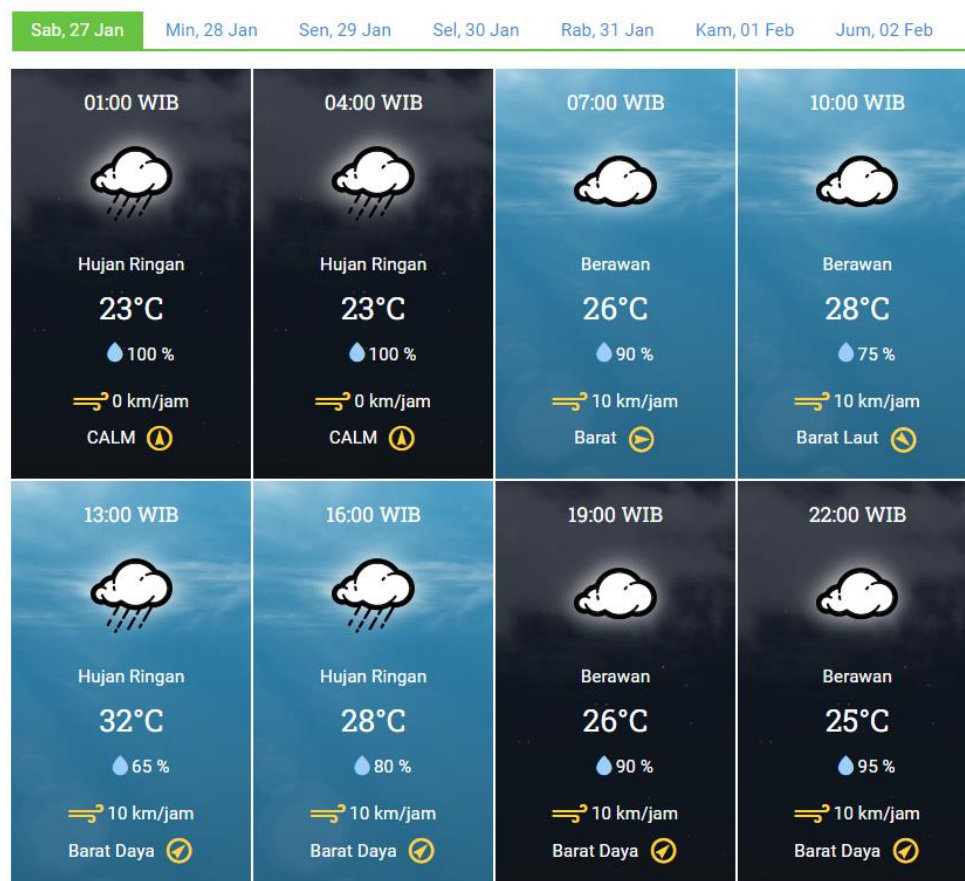 Sab, 27 Jan Min, 28 Jan Sen, 29 Jan Sel, 30 Jan Rab, 31 Jan Kam, 01 Feb Jum, 02 Feb
01:00 WIB
Hujan Ringan
23°C
100 %
0 km/jam
CALM
04:00 WIB
Hujan Ringan
23°C
100 %
0 km/jam
CALM
07:00 WIB
Berawan
26°C
90 %
10 km/jam
Barat
10:00 WIB
Berawan
28°C
75 %
10 km/jam
Barat Laut
13:00 WIB
Hujan Ringan
32°C
65 %
10 km/jam
Barat Daya
16:00 WIB
Hujan Ringan
28°C
80 %
10 km/jam
Barat Daya
19:00 WIB
Berawan
26°C
90 %
10 km/jam
Barat Daya
22:00 WIB
Berawan
25°C
95 %
10 km/jam
Barat Daya